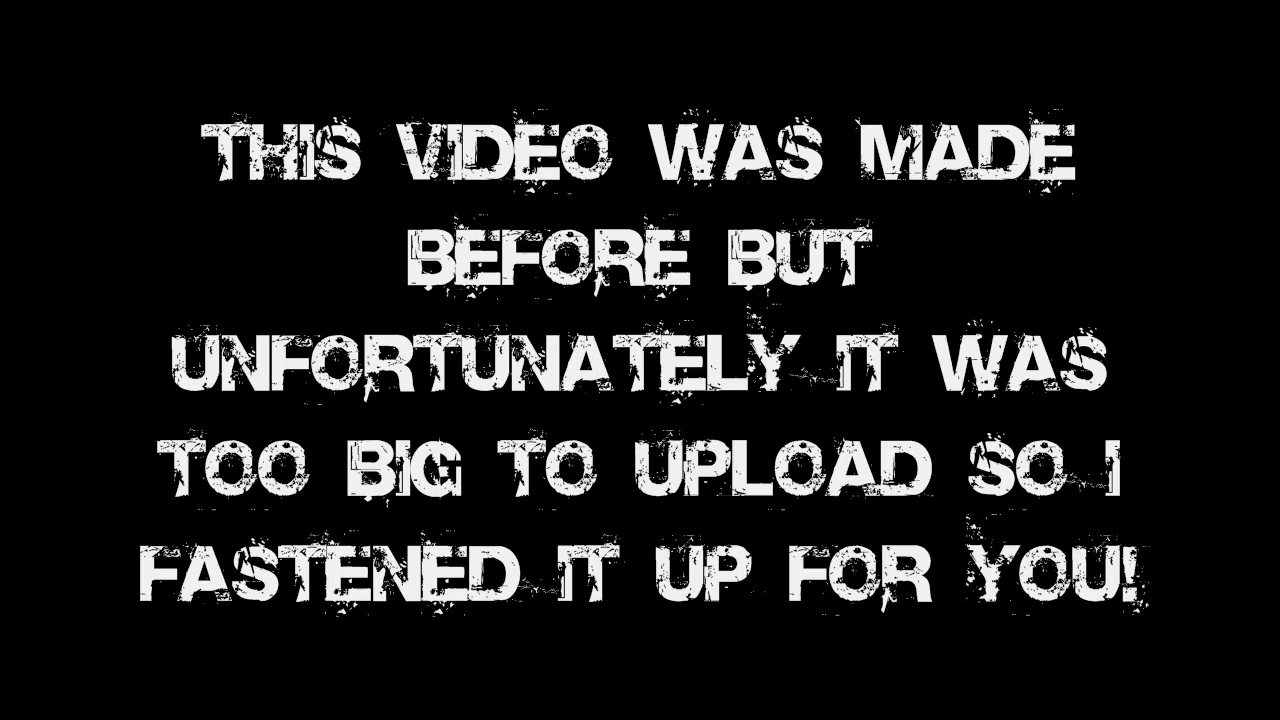 THIS VIDEO WAS MADE
BEFORE BUT
UNFORTUNATELY IT WAS
TOO BIG TO UPLOAD SO I
FASTENED IT UP FOR YOU!